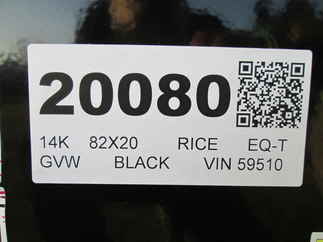 20080
14K 82X20 RICE EQ-T
GVW BLACK VIN 59510